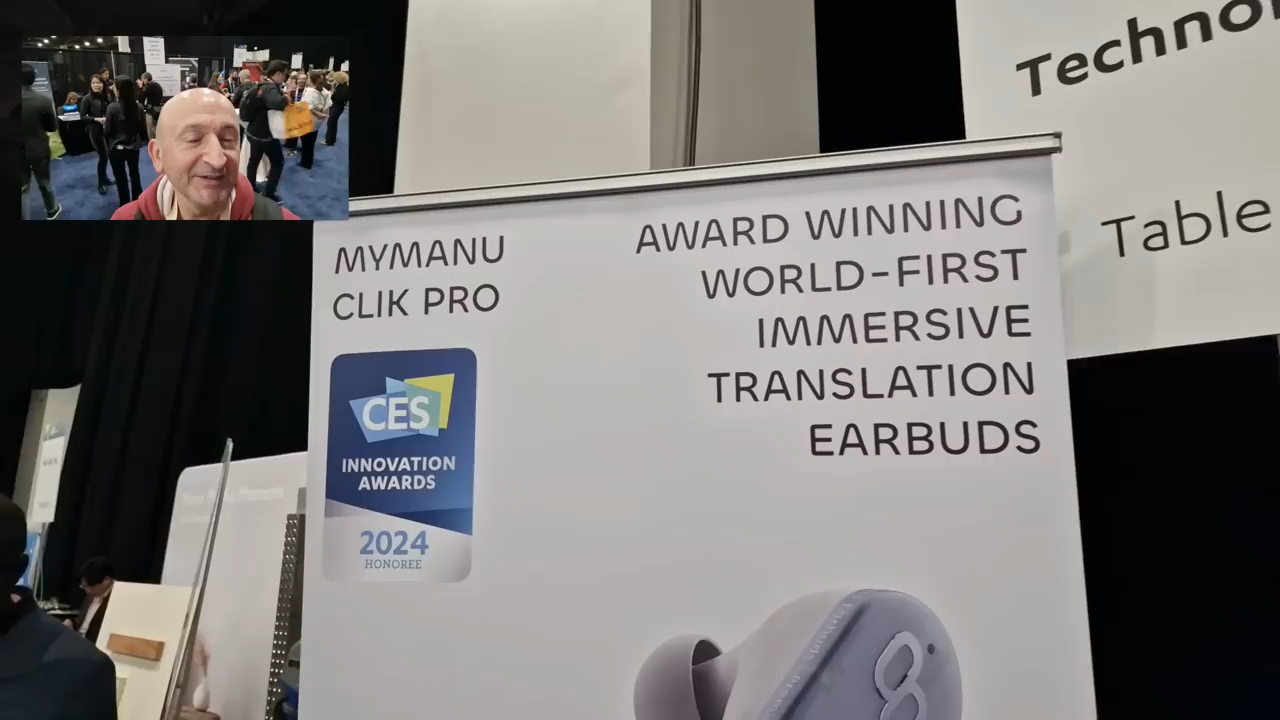 Techno
Table
MYMANU
CLIK PRO
AWARD WINNING
WORLD-FIRST
IMMERSIVE
TRANSLATION
EARBUDS
CES
INNOVATION
AWARDS
2024
HONOREE